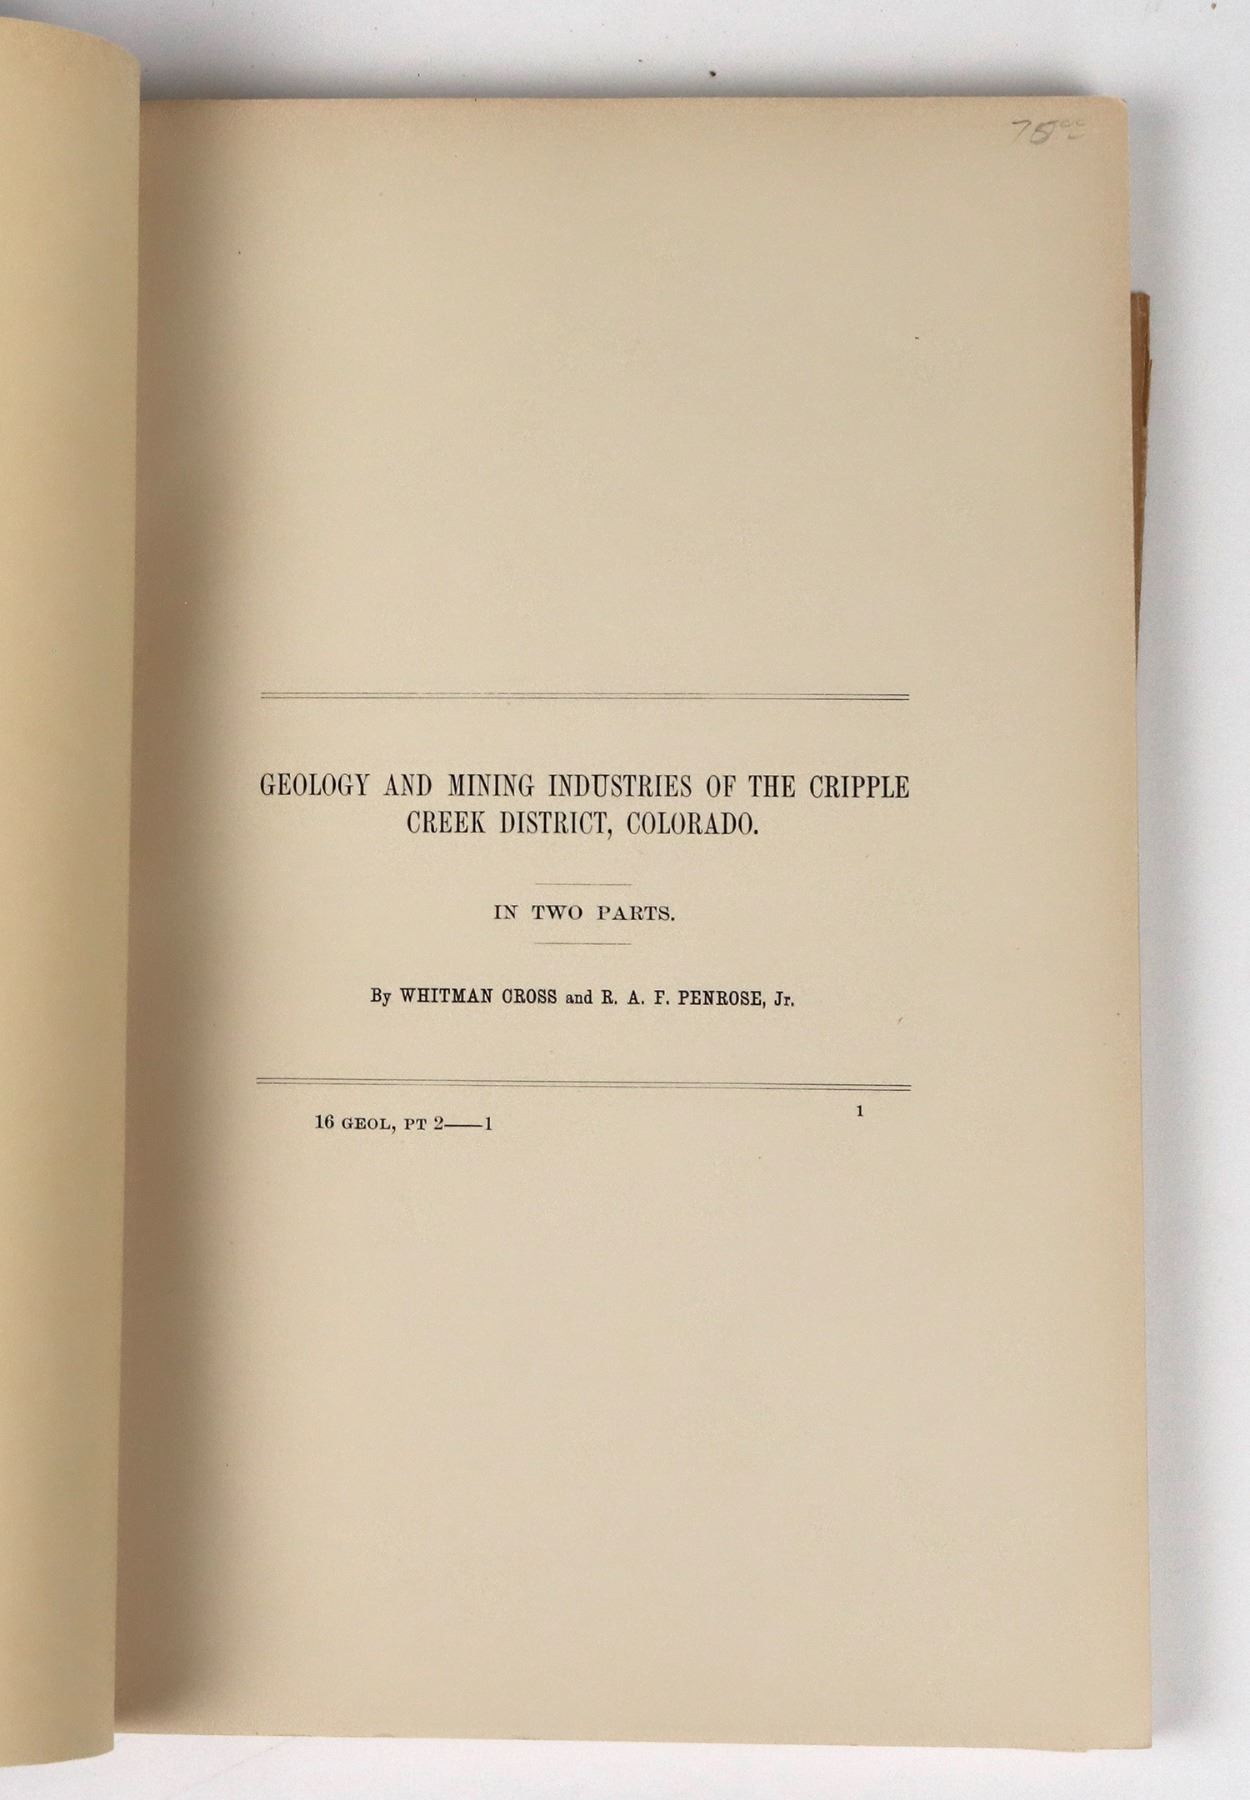 75⁰⁰
GEOLOGY AND MINING INDUSTRIES OF THE CRIPPLE
CREEK DISTRICT, COLORADO.
IN TWO PARTS.
By WHITMAN CROSS and R. A. F. PENROSE, Jr.
16 GEOL, PT 2——1
1